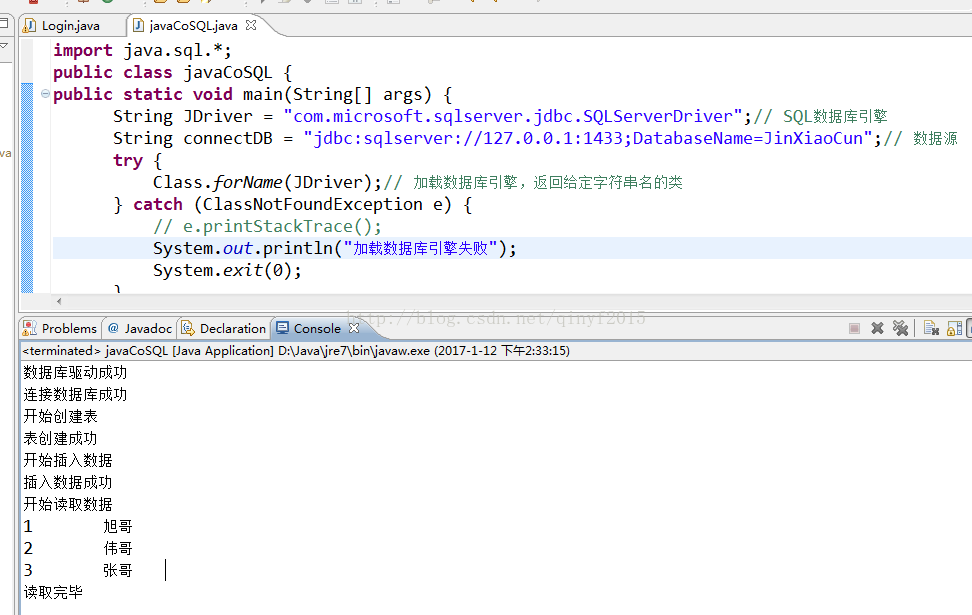 Login.java javaCoSQL.java
import java.sql.*;
public class javaCoSQL {
public static void main(String[] args) {
String JDriver = "com.microsoft.sqlserver.jdbc.SQLServerDriver";// SQL数据库引擎
String connectDB = "jdbc:sqlserver://127.0.0.1:1433;DatabaseName=JinXiaoCun";// 数据源
va
try {
Class.forName(JDriver);// 加载数据库引擎，返回给定字符串名的类
} catch (ClassNotFoundException e) {
// e.printStackTrace();
System.out.println("加载数据库引擎失败");
System.exit(0);
}
http://blog.csdn.net/qinyf2015
Problems @ Javadoc Declaration Console
<terminated> javaCoSQL [Java Application] D:\Java\jre7\bin\javaw.exe (2017-1-12 下午2:33:15)
数据库驱动成功
连接数据库成功
开始创建表
表创建成功
开始插入数据
插入数据成功
开始读取数据
1 旭哥
2 伟哥
3 张哥
读取完毕